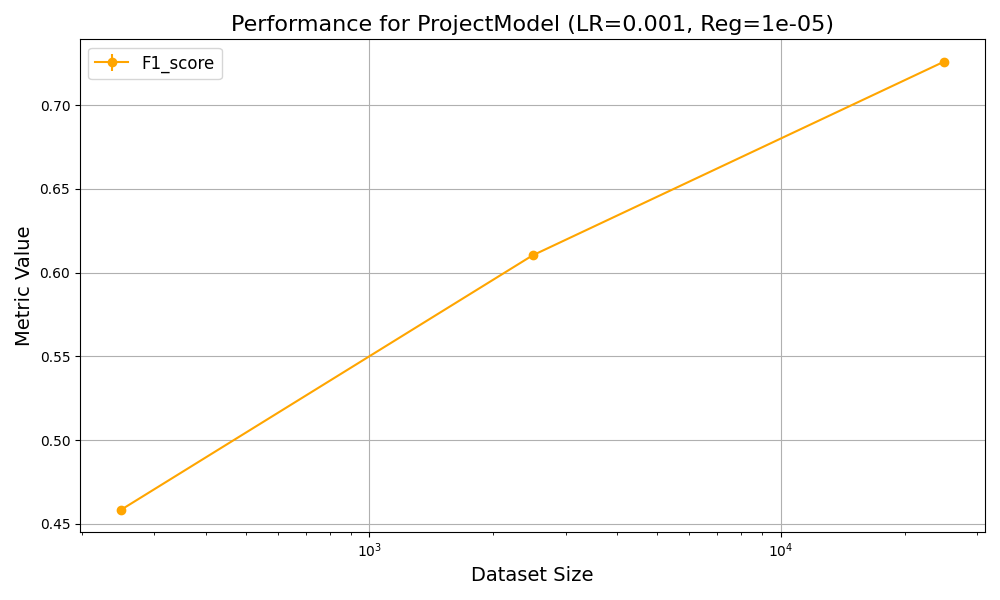 Performance for ProjectModel (LR=0.001, Reg=1e-05)
F1_score
Metric Value
0.70
0.65
0.60
0.55
0.50
0.45
10³
10⁴
Dataset Size